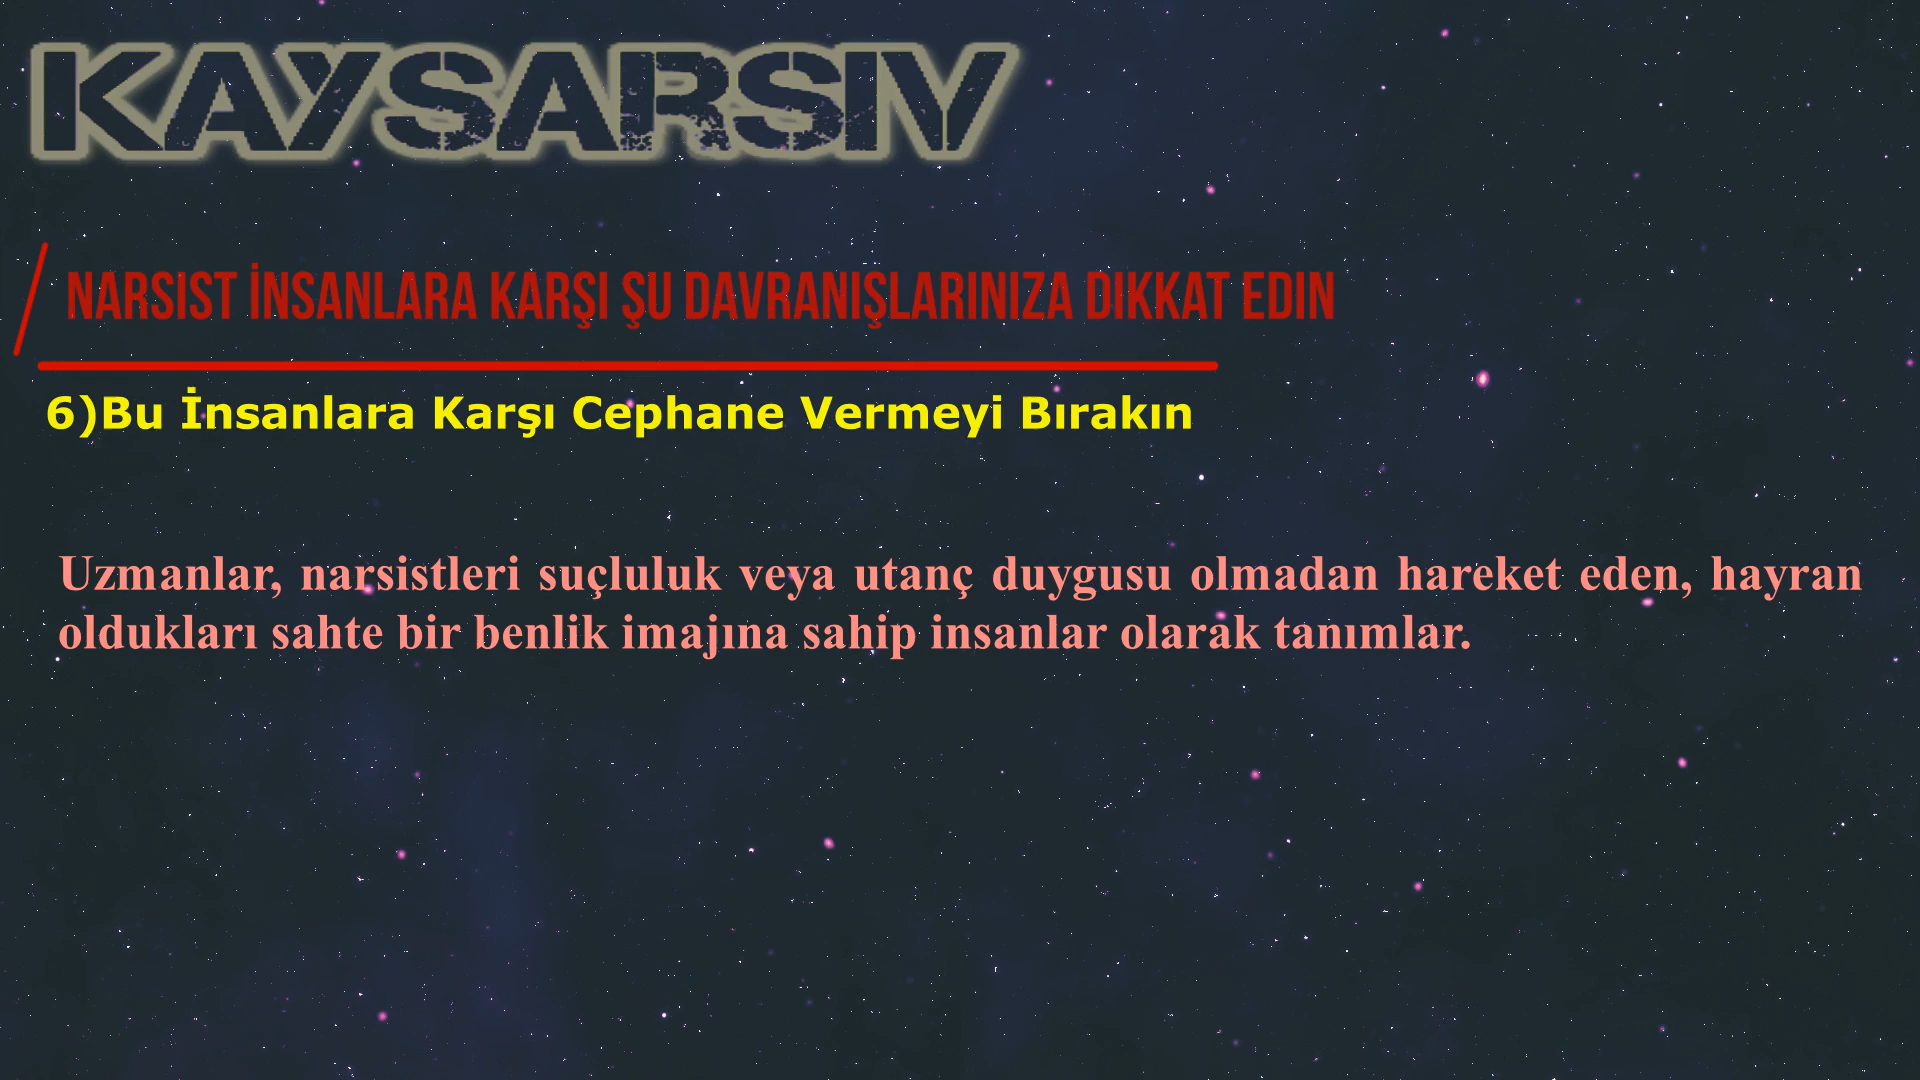 KAYSARSIV
NARSIST İNSANLARA KARŞI ŞU DAVRANIŞLARINIZA DIKKAT EDIN
6)Bu İnsanlara Karşı Cephane Vermeyi Bırakın
Uzmanlar, narsistleri suçluluk veya utanç duygusu olmadan hareket eden, hayran
oldukları sahte bir benlik imajına sahip insanlar olarak tanımlar.